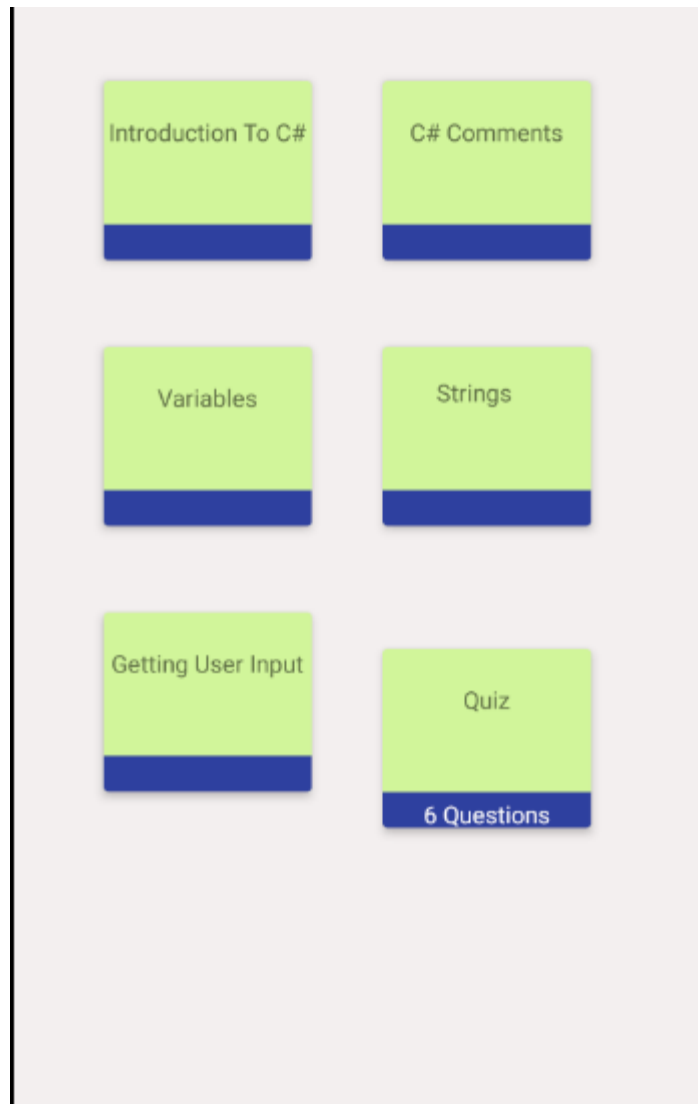 Introduction To C#
C# Comments
Variables
Strings
Getting User Input
Quiz
6 Questions